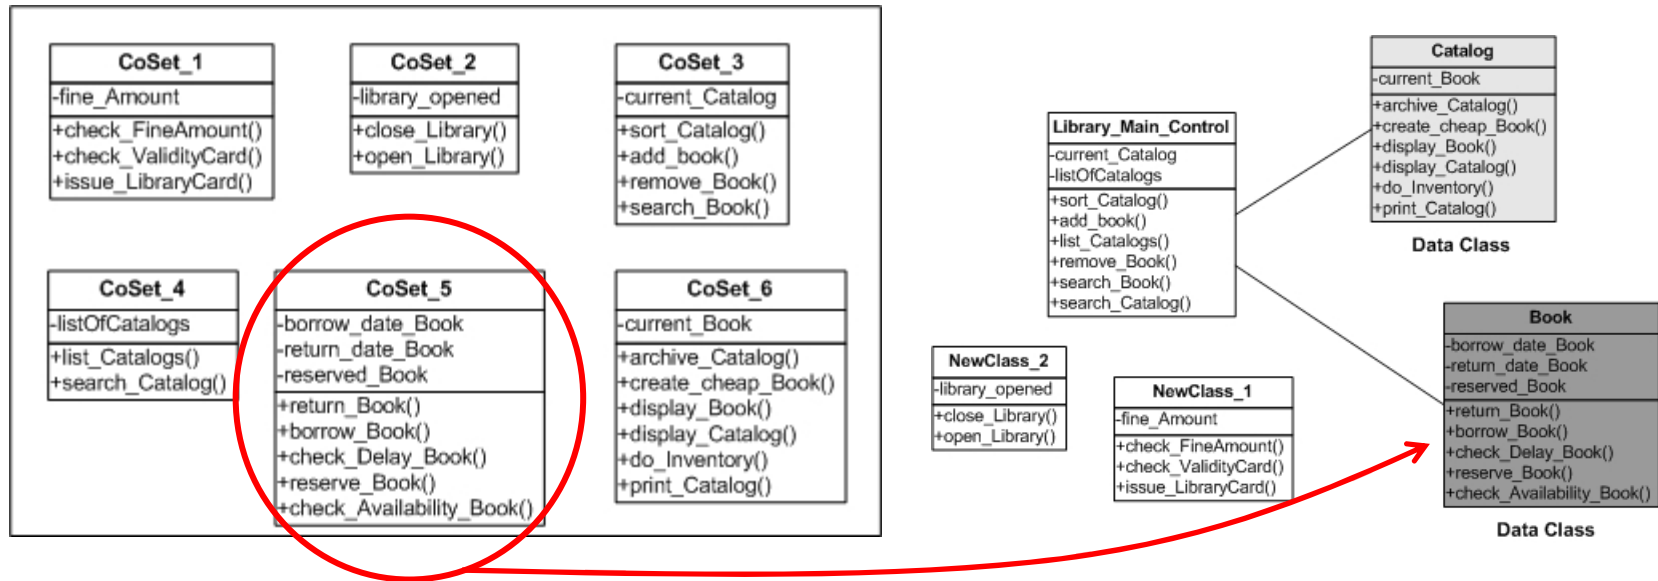 CoSet_1
-fine_Amount
+check_FineAmount()
+check_ValidityCard()
+issue_LibraryCard()
CoSet_2
-library_opened
+close_Library()
+open_Library()
CoSet_3
-current_Catalog
+sort_Catalog()
+add_book()
+remove_Book()
+search_Book()
CoSet_4
-listOfCatalogs
+list_Catalogs()
+search_Catalog()
CoSet_5
-borrow_date_Book
-return_date_Book
-reserved_Book
+return_Book()
+borrow_Book()
+check_Delay_Book()
+reserve_Book()
+check_Availability_Book()
CoSet_6
-current_Book
+archive_Catalog()
+create_cheap_Book()
+display_Book()
+display_Catalog()
+do_Inventory()
+print_Catalog()
Library_Main_Control
-current_Catalog
-listOfCatalogs
+sort_Catalog()
+add_book()
+list_Catalogs()
+remove_Book()
+search_Book()
+search_Catalog()
Catalog
-current_Book
+archive_Catalog()
+create_cheap_Book()
+display_Book()
+display_Catalog()
+do_Inventory()
+print_Catalog()
Data Class
NewClass_2
-library_opened
+close_Library()
+open_Library()
NewClass_1
-fine_Amount
+check_FineAmount()
+check_ValidityCard()
+issue_LibraryCard()
Book
-borrow_date_Book
-return_date_Book
-reserved_Book
+return_Book()
+borrow_Book()
+check_Delay_Book()
+reserve_Book()
+check_Availability_Book()
Data Class